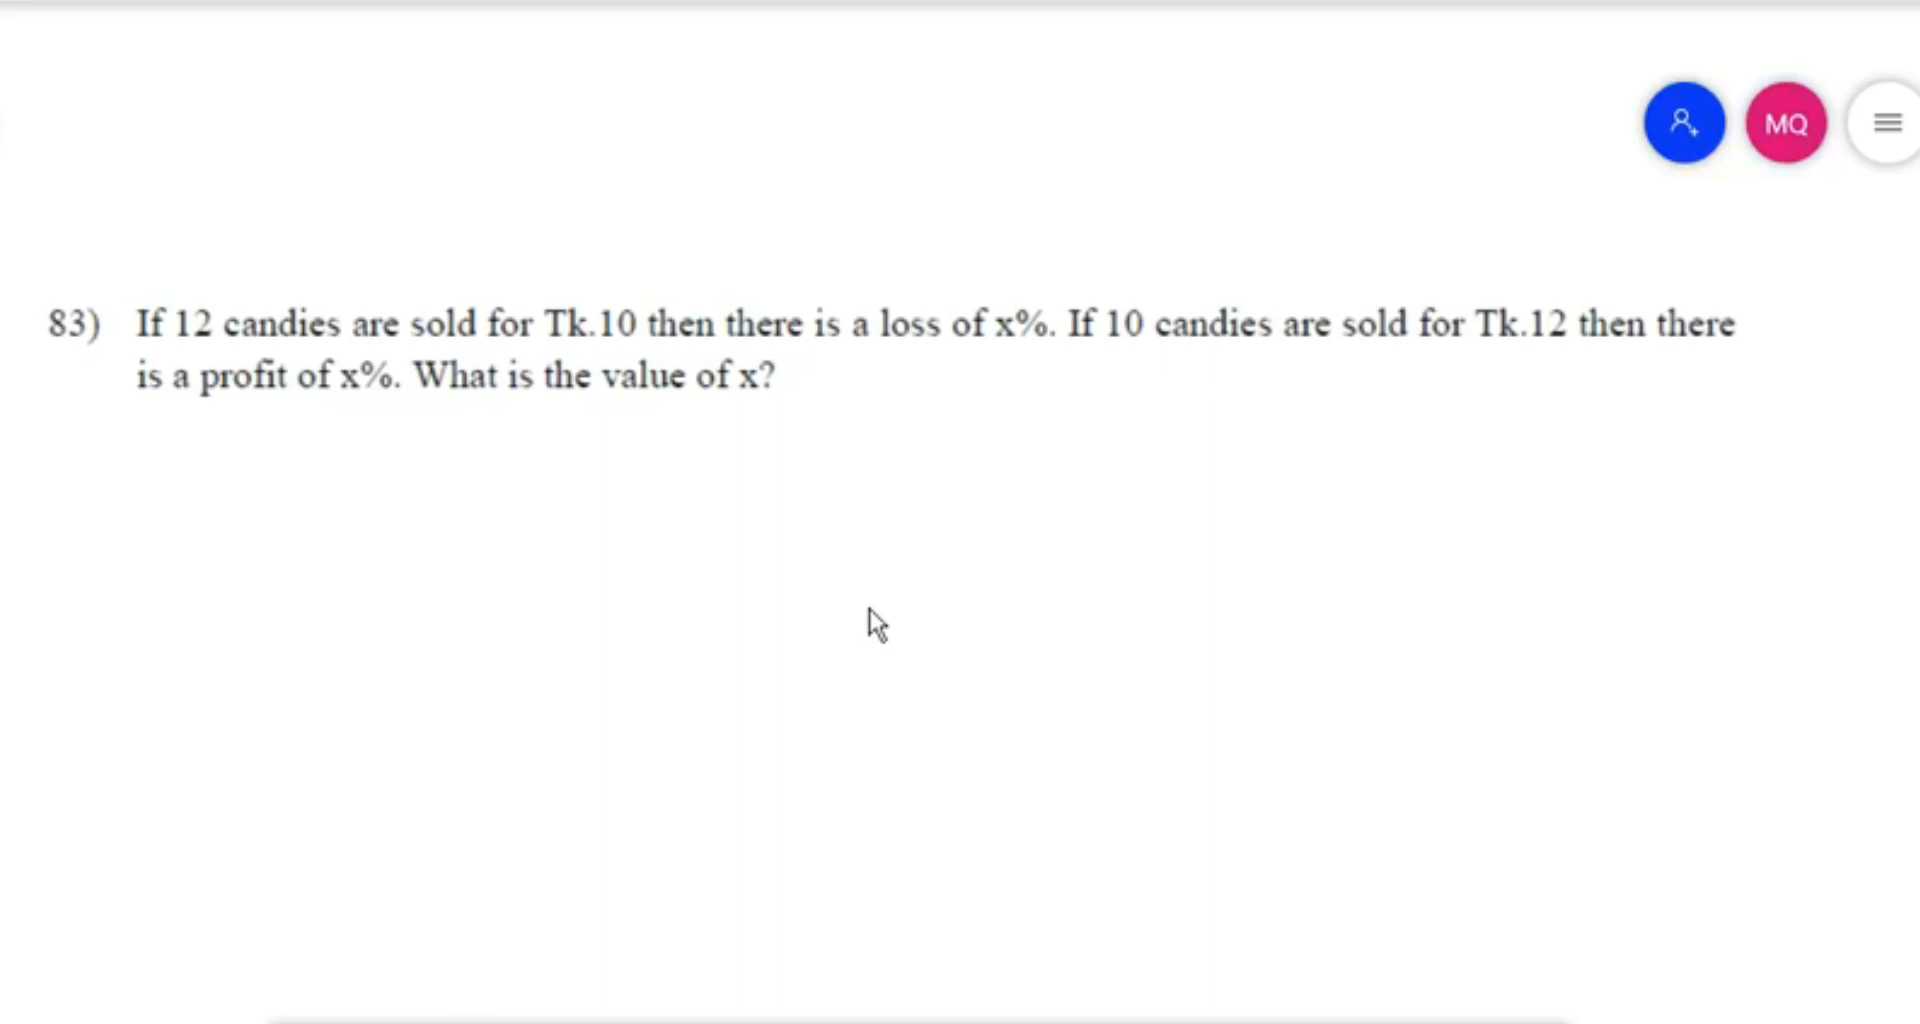 MQ
83) If 12 candies are sold for Tk.10 then there is a loss of x%. If 10 candies are sold for Tk.12 then there
is a profit of x%. What is the value of x?